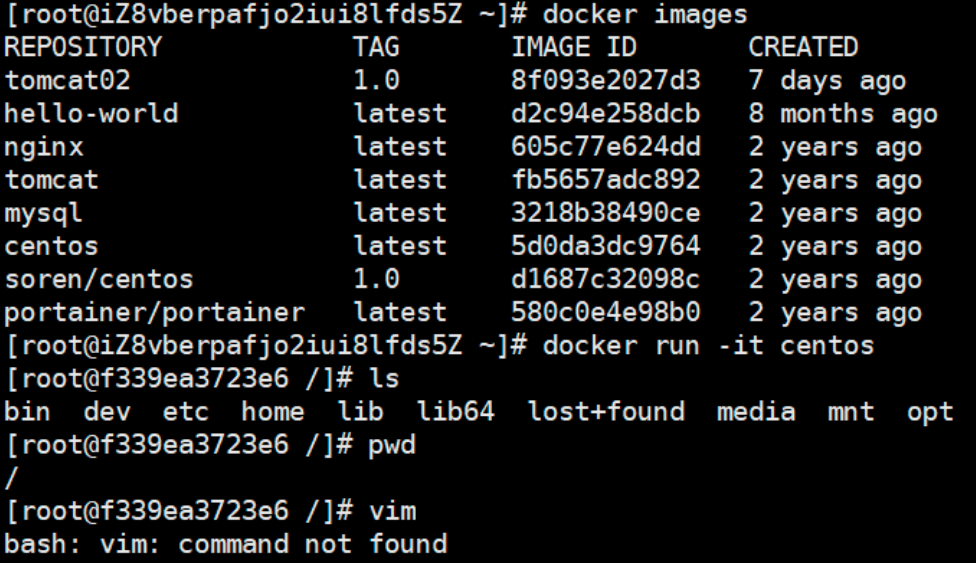 [root@iZ8vberpafjo2iui8lfds5Z ~]# docker images
REPOSITORY TAG IMAGE ID CREATED
tomcat02 1.0 8f093e2027d3 7 days ago
hello-world latest d2c94e258dcb 8 months ago
nginx latest 605c77e624dd 2 years ago
tomcat latest fb5657adc892 2 years ago
mysql latest 3218b38490ce 2 years ago
centos latest 5d0da3dc9764 2 years ago
soren/centos 1.0 d1687c32098c 2 years ago
portainer/portainer latest 580c0e4e98b0 2 years ago
[root@iZ8vberpafjo2iui8lfds5Z ~]# docker run -it centos
[root@f339ea3723e6 /]# ls
bin dev etc home lib lib64 lost+found media mnt opt
[root@f339ea3723e6 /]# pwd
/
[root@f339ea3723e6 /]# vim
bash: vim: command not found